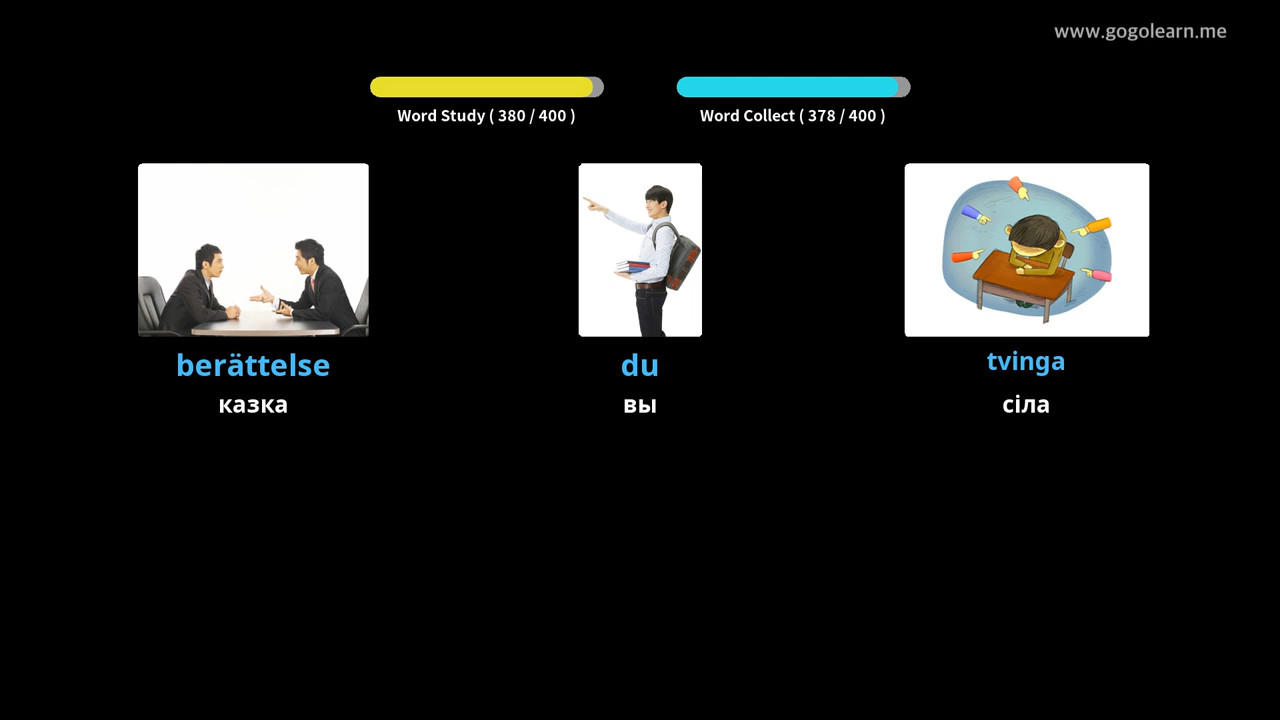 www.gogolearn.me
Word Study ( 380 / 400 )
Word Collect ( 378 / 400 )
berättelse
казка
du
вы
tvinga
сіла